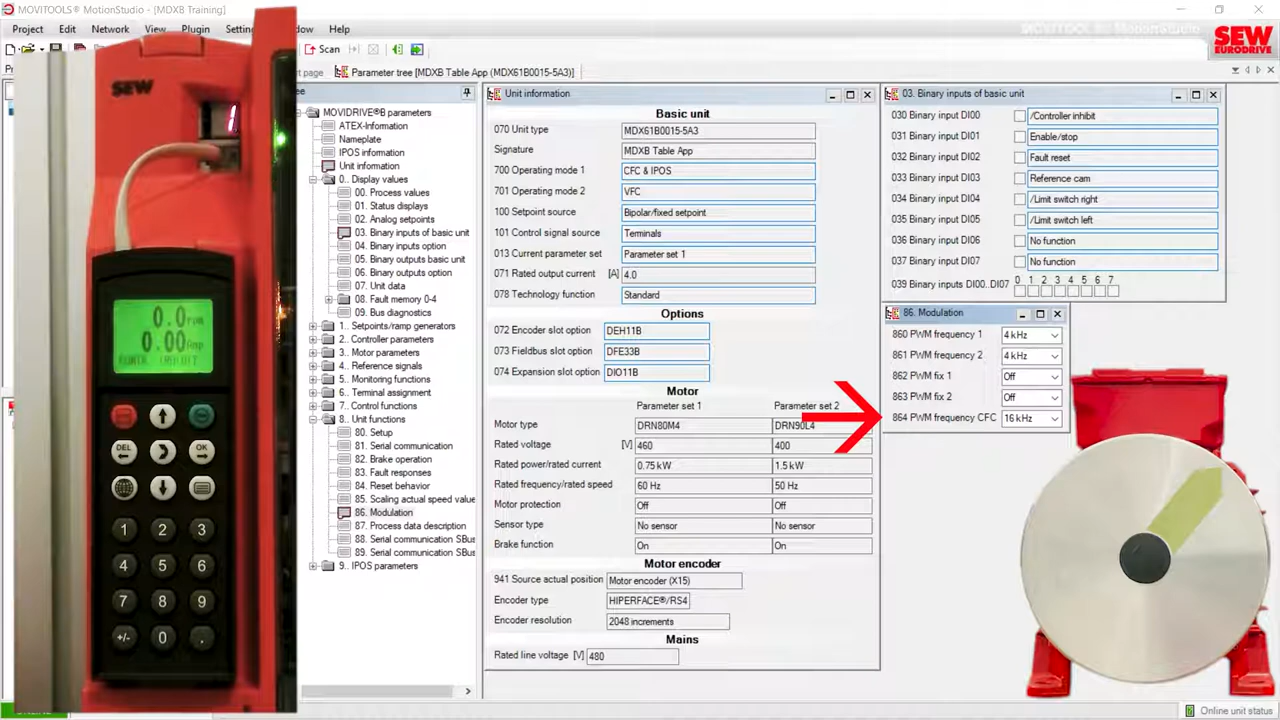 MOVITOOLS® MotionStudio - [MDXB Training]
Project Edit Network View Plugin
Help
Scan
Parameter tree [MDXB Table App (MDX61B0015-5A3)]
SEW
EURODRIVE
SEW
1
0.0 rpm
0.00 Amp
DEL
OK
1 2 3
4 5 6
7 8 9
+/- 0 .
MOVIDRIVE®B parameters
ATEX-Information
Nameplate
IPOS information
Unit information
0.. Display values
00. Process values
01. Status displays
02. Analog setpoints
03. Binary inputs of basic unit
04. Binary inputs option
05. Binary outputs basic unit
06. Binary outputs option
07. Unit data
08. Fault memory 0-4
09. Bus diagnostics
1.. Setpoints/ramp generators
2.. Controller parameters
3.. Motor parameters
4.. Reference signals
5.. Monitoring functions
6.. Terminal assignment
7.. Control functions
8.. Unit functions
80. Setup
81. Serial communication
82. Brake operation
83. Fault responses
84. Reset behavior
85. Scaling actual speed value
86. Modulation
87. Process data description
88. Serial communication SBus
89. Serial communication SBus
9.. IPOS parameters
Unit information
Basic unit
070 Unit type MDX61B0015-5A3
Signature MDXB Table App
700 Operating mode 1 CFC & IPOS
701 Operating mode 2 VFC
100 Setpoint source Bipolar/fixed setpoint
101 Control signal source Terminals
013 Current parameter set Parameter set 1
071 Rated output current [A] 4.0
078 Technology function Standard
Options
072 Encoder slot option DEH11B
073 Fieldbus slot option DFE33B
074 Expansion slot option DIO11B
Motor
Parameter set 1 Parameter set 2
Motor type DRN80M4 DRN90L4
Rated voltage [V] 460 400
Rated power/rated current 0.75 kW 1.5 kW
Rated frequency/rated speed 60 Hz 50 Hz
Motor protection Off Off
Sensor type No sensor No sensor
Brake function On On
Motor encoder
941 Source actual position Motor encoder (X15)
Encoder type HIPERFACE®/RS4
Encoder resolution 2048 increments
Mains
Rated line voltage [V] 480
03. Binary inputs of basic unit
030 Binary input DI00 /Controller inhibit
031 Binary input DI01 Enable/stop
032 Binary input DI02 Fault reset
033 Binary input DI03 Reference cam
034 Binary input DI04 /Limit switch right
035 Binary input DI05 /Limit switch left
036 Binary input DI06 No function
037 Binary input DI07 No function
0 1 2 3 4 5 6 7
039 Binary inputs DI00..DI07
86. Modulation
860 PWM frequency 1 4 kHz
861 PWM frequency 2 4 kHz
862 PWM fix 1 Off
863 PWM fix 2 Off
864 PWM frequency CFC 16 kHz
Online unit status